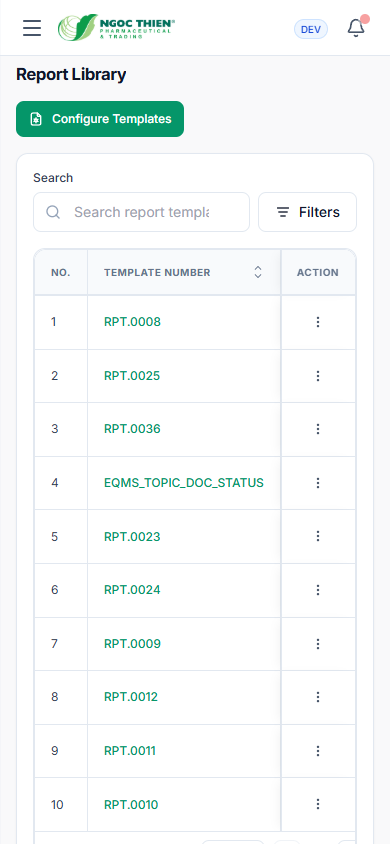 NGOC THIEN®
PHARMACEUTICAL
& TRADING
DEV
Report Library
Configure Templates
Search
Search report templa
Filters
NO. TEMPLATE NUMBER ACTION
1 RPT.0008
2 RPT.0025
3 RPT.0036
4 EQMS_TOPIC_DOC_STATUS
5 RPT.0023
6 RPT.0024
7 RPT.0009
8 RPT.0012
9 RPT.0011
10 RPT.0010